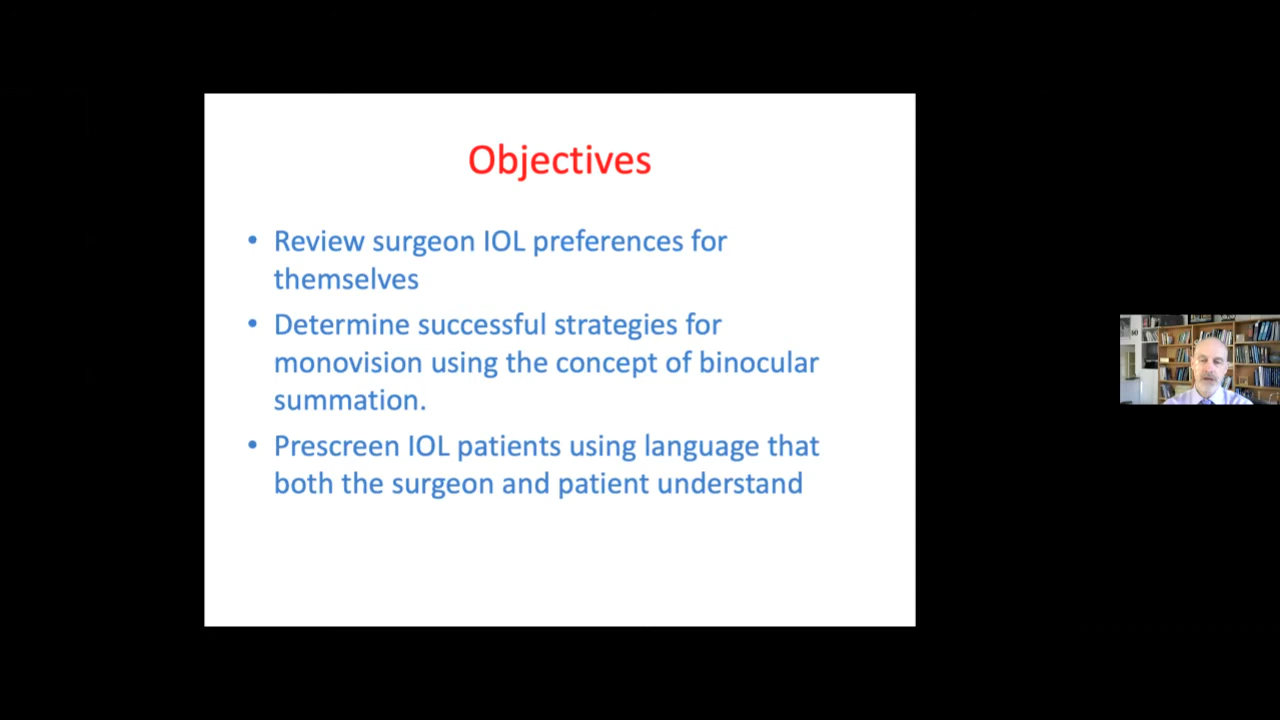 Objectives
• Review surgeon IOL preferences for
themselves
• Determine successful strategies for
monovision using the concept of binocular
summation.
• Prescreen IOL patients using language that
both the surgeon and patient understand